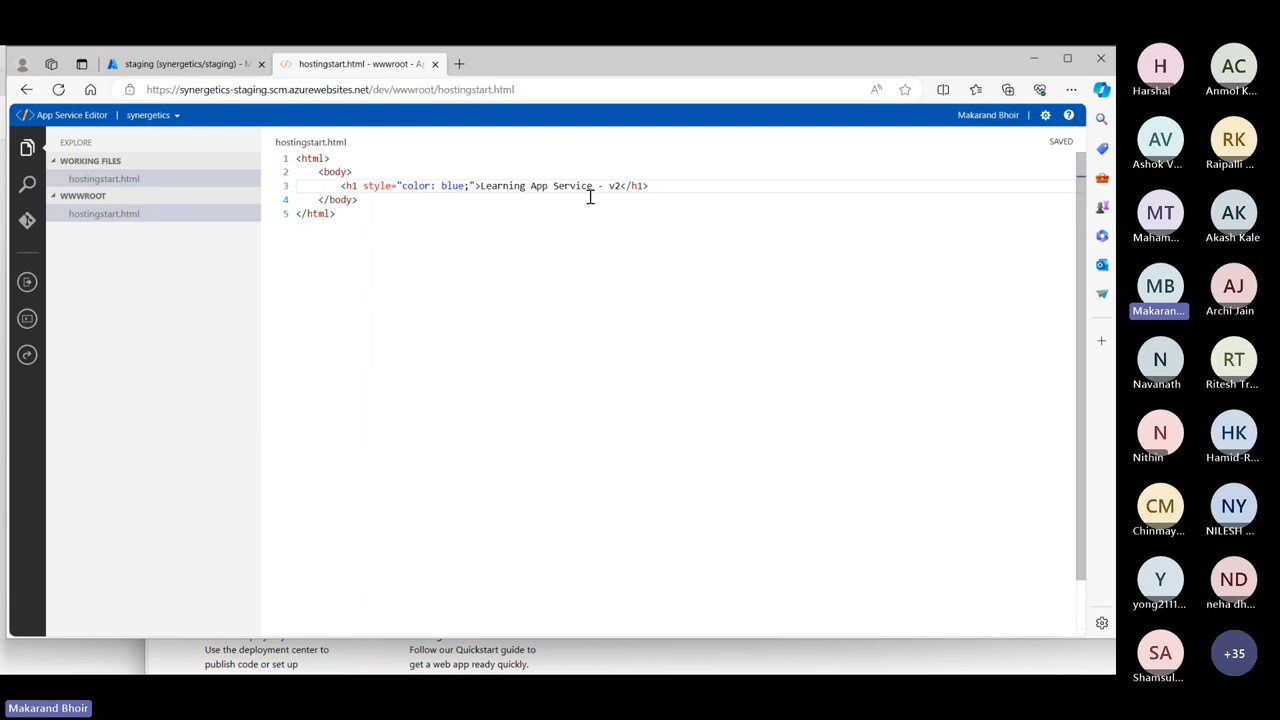 staging (synergetics/staging) - M
hostingstart.html - wwwroot - Ap
https://synergetics-staging.scm.azurewebsites.net/dev/wwwroot/hostingstart.html
App Service Editor
synergetics
Makarand Bhoir
EXPLORE
WORKING FILES
hostingstart.html
WWWROOT
hostingstart.html
hostingstart.html
SAVED
1 <html>
2 <body>
3 <h1 style="color: blue;">Learning App Service - v2</h1>
4 </body>
5 </html>
Use the deployment center to
publish code or set up
Follow our Quickstart guide to
get a web app ready quickly.
H
Harshal
AC
Anmol K...
AV
Ashok V...
RK
Raipalli ...
MT
Maham...
AK
Akash Kale
MB
Makaran...
AJ
Archi Jain
N
Navanath
RT
Ritesh Tr...
N
Nithin
HK
Hamid-R...
CM
Chinmay...
NY
NILESH ...
Y
yong2111...
ND
neha dh...
SA
Shamsul...
+35
Makarand Bhoir